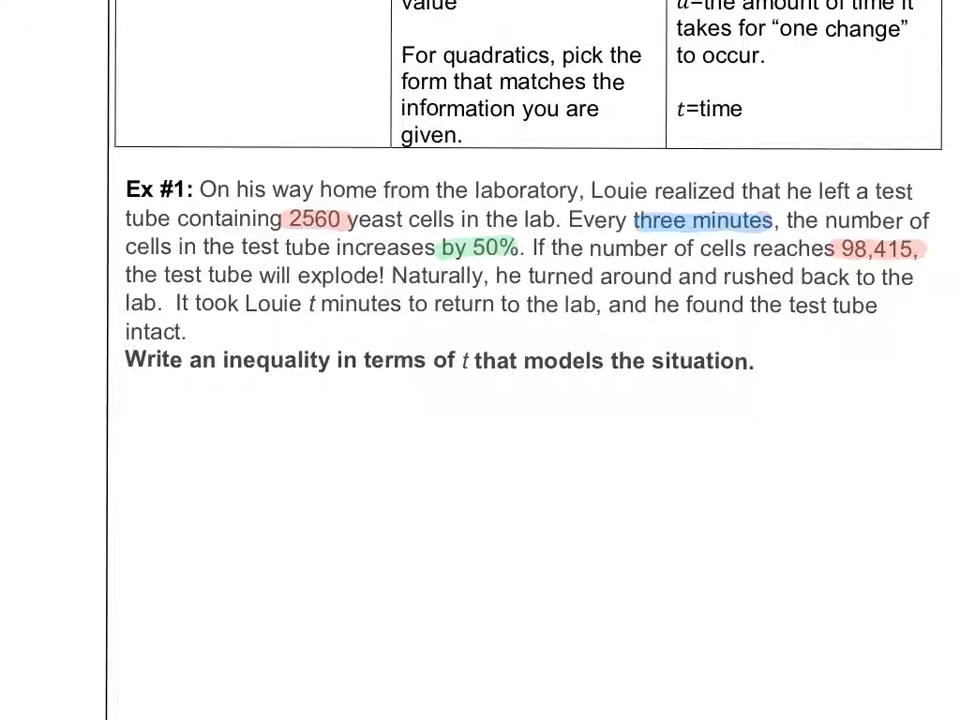 value
For quadratics, pick the
form that matches the
information you are
given.
d=the amount of time it
takes for “one change”
to occur.
t=time
Ex #1: On his way home from the laboratory, Louie realized that he left a test
tube containing 2560 yeast cells in the lab. Every three minutes, the number of
cells in the test tube increases by 50%. If the number of cells reaches 98,415,
the test tube will explode! Naturally, he turned around and rushed back to the
lab. It took Louie t minutes to return to the lab, and he found the test tube
intact.
Write an inequality in terms of t that models the situation.